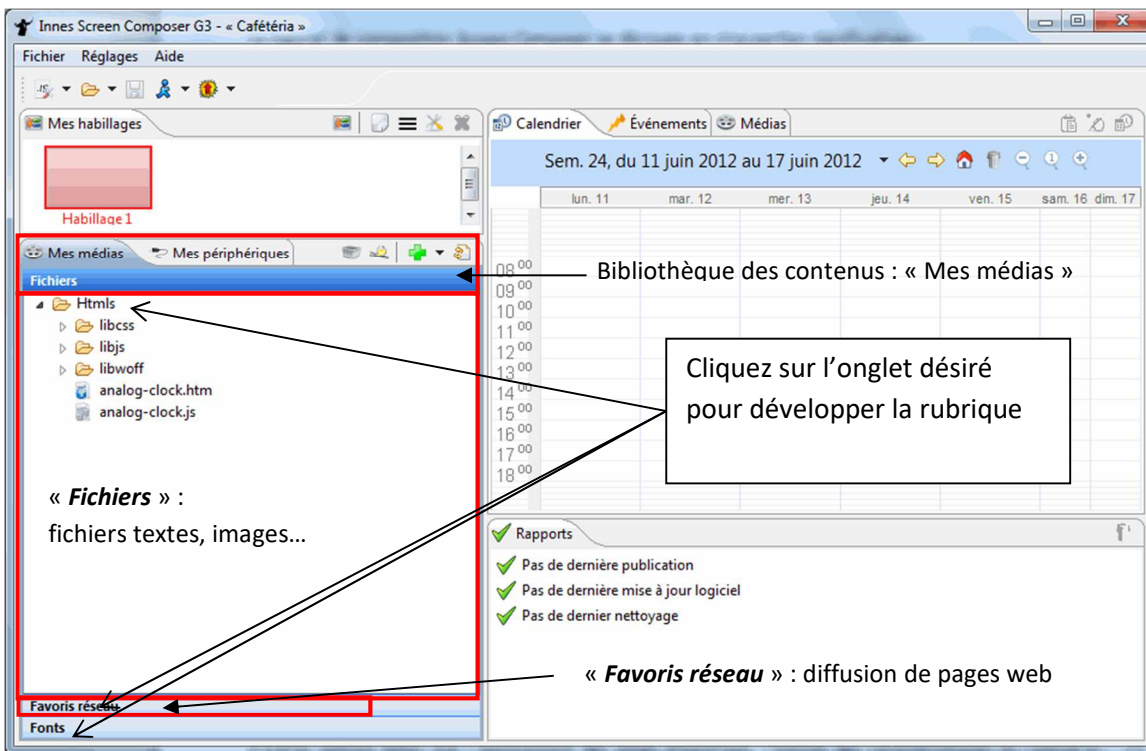 Innes Screen Composer G3 - « Cafétéria »
Fichier Réglages Aide
Mes habillages
Habillage 1
Mes médias Mes périphériques
Fichiers
Htmls
libcss
libjs
libwoff
analog-clock.htm
analog-clock.js
« Fichiers » :
fichiers textes, images…
Favoris réseau
Fonts
Calendrier Événements Médias
Sem. 24, du 11 juin 2012 au 17 juin 2012
lun. 11 mar. 12 mer. 13 jeu. 14 ven. 15 sam. 16 dim. 17
08 00
09 00
10 00
11 00
12 00
13 00
14 00
15 00
16 00
17 00
18 00
Bibliothèque des contenus : « Mes médias »
Cliquez sur l’onglet désiré
pour développer la rubrique
Rapports
Pas de dernière publication
Pas de dernière mise à jour logiciel
Pas de dernier nettoyage
« Favoris réseau » : diffusion de pages web